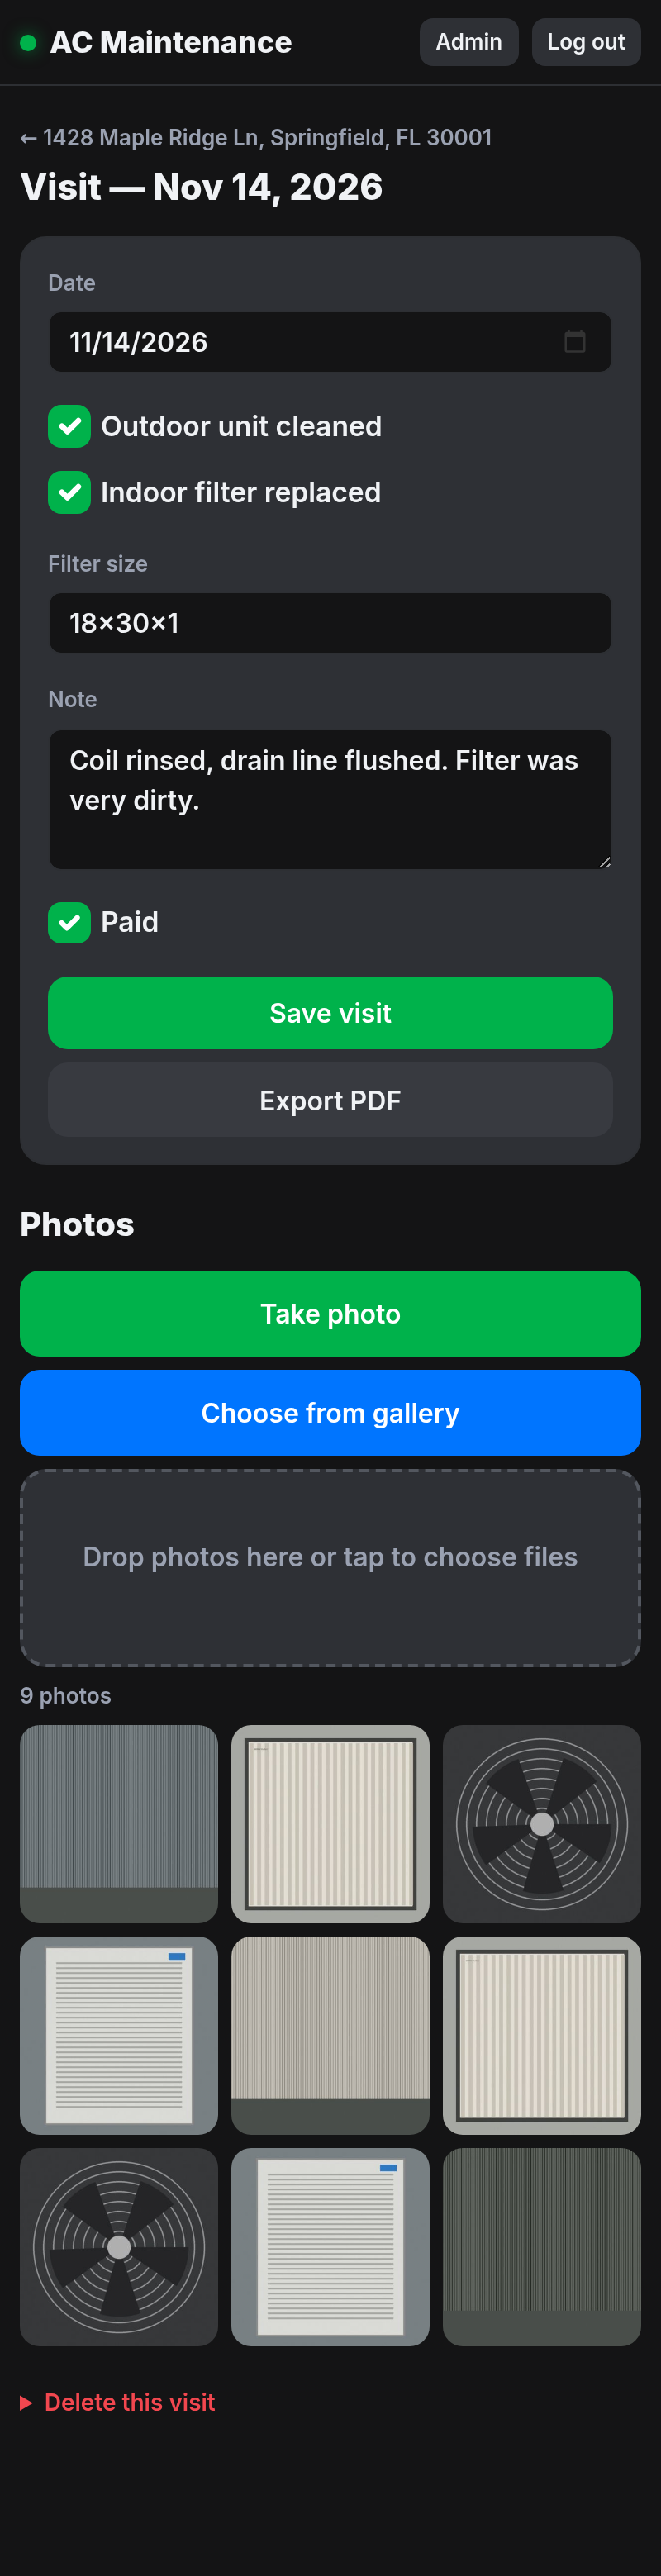 AC Maintenance
Admin
Log out
← 1428 Maple Ridge Ln, Springfield, FL 30001
Visit — Nov 14, 2026
Date
11/14/2026
Outdoor unit cleaned
Indoor filter replaced
Filter size
18×30×1
Note
Coil rinsed, drain line flushed. Filter was
very dirty.
Paid
Save visit
Export PDF
Photos
Take photo
Choose from gallery
Drop photos here or tap to choose files
9 photos
Delete this visit